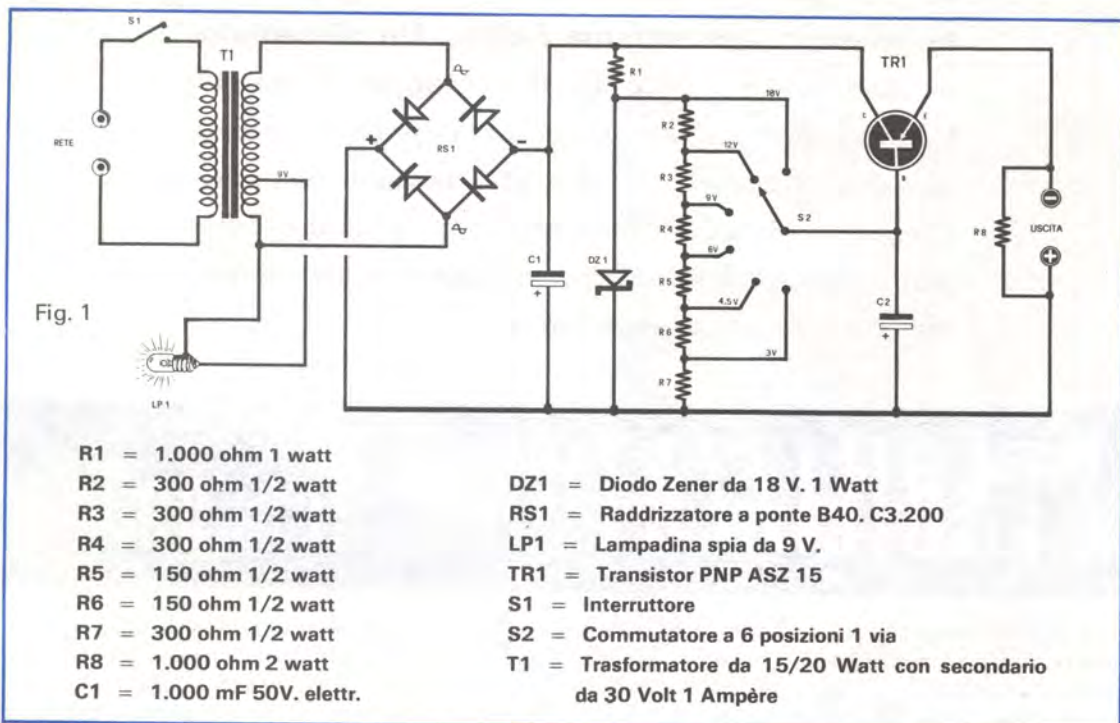 S1
T1
RETE
9V
Fig. 1
LP1
+
RS1
-
C1
+
R1
DZ1
R2
R3
R4
R5
R6
R7
18V
12V
9V
6V
4.5V
3V
S2
TR1
C
E
B
C2
+
R8
-
USCITA
+
R1 = 1.000 ohm 1 watt
R2 = 300 ohm 1/2 watt
R3 = 300 ohm 1/2 watt
R4 = 300 ohm 1/2 watt
R5 = 150 ohm 1/2 watt
R6 = 150 ohm 1/2 watt
R7 = 300 ohm 1/2 watt
R8 = 1.000 ohm 2 watt
C1 = 1.000 mF 50V. elettr.
DZ1 = Diodo Zener da 18 V. 1 Watt
RS1 = Raddrizzatore a ponte B40. C3.200
LP1 = Lampadina spia da 9 V.
TR1 = Transistor PNP ASZ 15
S1 = Interruttore
S2 = Commutatore a 6 posizioni 1 via
T1 = Trasformatore da 15/20 Watt con secondario
da 30 Volt 1 Ampère